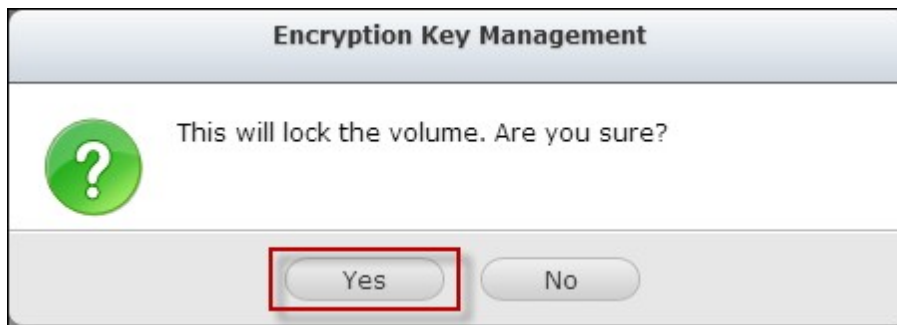 Encryption Key Management
This will lock the volume. Are you sure?
Yes No